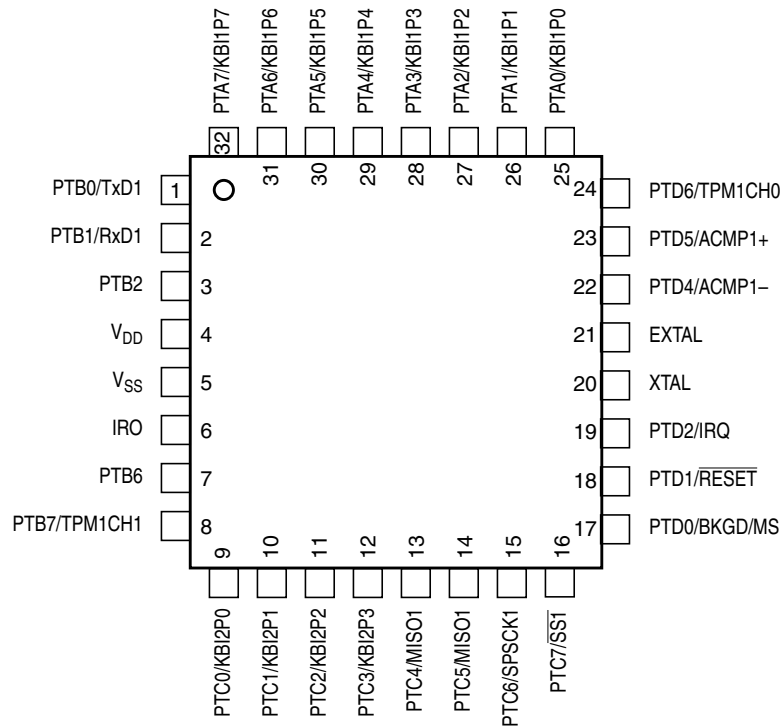 PTA7/KBI1P7
PTA6/KBI1P6
PTA5/KBI1P5
PTA4/KBI1P4
PTA3/KBI1P3
PTA2/KBI1P2
PTA1/KBI1P1
PTA0/KBI1P0
32
31
30
29
28
27
26
25
PTB0/TxD1 1
24 PTD6/TPM1CH0
PTB1/RxD1 2
23 PTD5/ACMP1+
PTB2 3
22 PTD4/ACMP1–
VDD 4
21 EXTAL
VSS 5
20 XTAL
IRO 6
19 PTD2/IRQ
PTB6 7
18 PTD1/RESET
PTB7/TPM1CH1 8
17 PTD0/BKGD/MS
9
10
11
12
13
14
15
16
PTC0/KBI2P0
PTC1/KBI2P1
PTC2/KBI2P2
PTC3/KBI2P3
PTC4/MISO1
PTC5/MISO1
PTC6/SPSCK1
PTC7/SS1